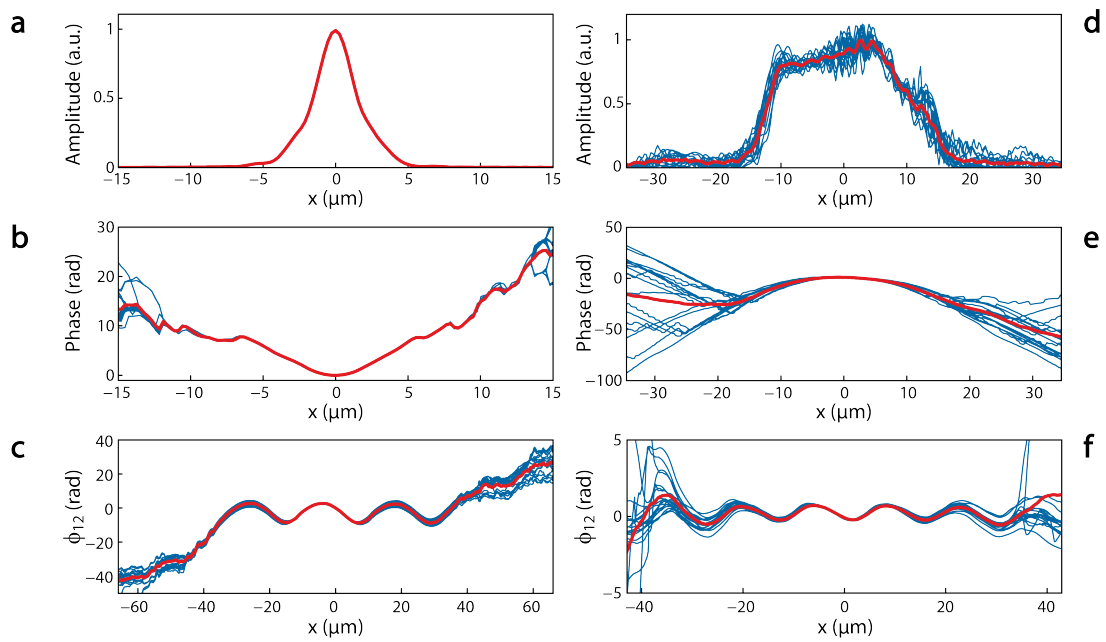 a
Amplitude (a.u.)
1
0.5
0
−15 −10 −5 0 5 10 15
x (μm)
d
Amplitude (a.u.)
1
0.5
0
−30 −20 −10 0 10 20 30
x (μm)
b
Phase (rad)
30
20
10
0
−15 −10 −5 0 5 10 15
x (μm)
e
Phase (rad)
50
0
−50
−100
−30 −20 −10 0 10 20 30
x (μm)
c
ϕ12 (rad)
40
20
0
−20
−40
−60 −40 −20 0 20 40 60
x (μm)
f
ϕ12 (rad)
5
0
−5
−40 −20 0 20 40
x (μm)